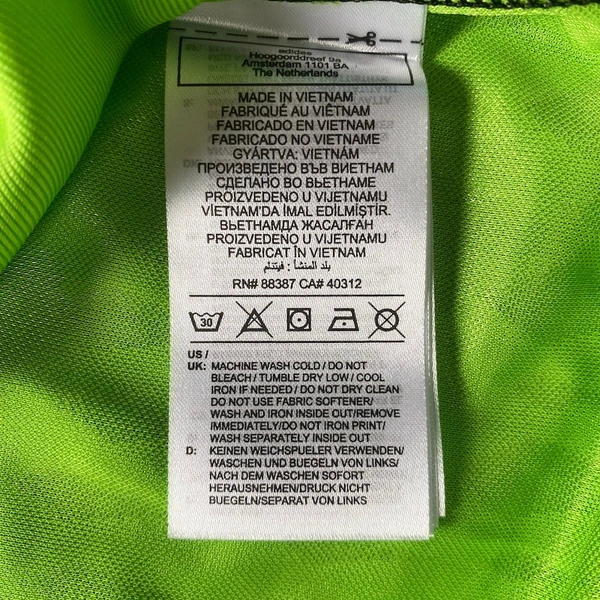 adidas
Hoogoorddreef 9a
Amsterdam 1101 BA
The Netherlands
MADE IN VIETNAM
FABRIQUÉ AU VIÊTNAM
FABRICADO EN VIETNAM
FABRICADO NO VIETNAME
GYÁRTVA: VIETNÁM
ПРОИЗВЕДЕНО ВЪВ ВИЕТНАМ
СДЕЛАНО ВО ВЬЕТНАМЕ
PROIZVEDENO U VIJETNAMU
VİETNAM'DA IMAL EDİLMİŞTİR.
ВЬЕТНАМДА ЖАСАЛҒАН
PROIZVEDENO U VIJETNAMU
FABRICAT ÎN VIETNAM
بلد المنشأ : فيتنام
RN# 88387 CA# 40312
30
US /
UK: MACHINE WASH COLD / DO NOT
BLEACH / TUMBLE DRY LOW / COOL
IRON IF NEEDED / DO NOT DRY CLEAN
DO NOT USE FABRIC SOFTENER/
WASH AND IRON INSIDE OUT/REMOVE
IMMEDIATELY/DO NOT IRON PRINT/
WASH SEPARATELY INSIDE OUT
D: KEINEN WEICHSPUELER VERWENDEN/
WASCHEN UND BUEGELN VON LINKS/
NACH DEM WASCHEN SOFORT
HERAUSNEHMEN/DRUCK NICHT
BUEGELN/SEPARAT VON LINKS